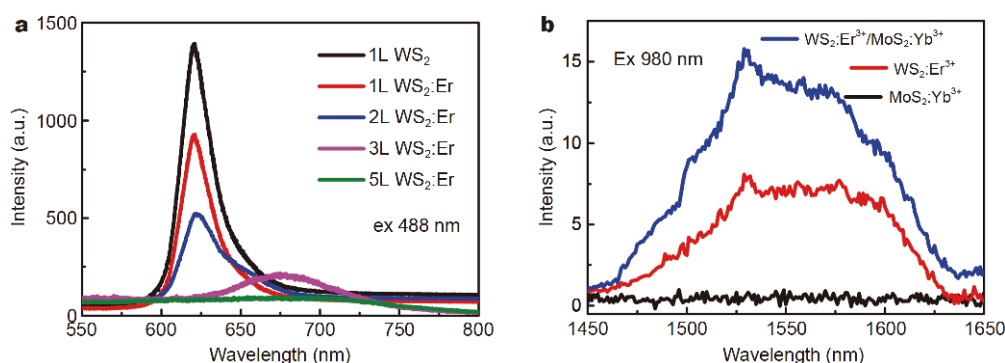 a
1500
1000
500
0
Intensity (a.u.)
1L WS₂
1L WS₂:Er
2L WS₂:Er
3L WS₂:Er
5L WS₂:Er
ex 488 nm
550 600 650 700 750 800
Wavelength (nm)
b
15
10
5
0
Intensity (a.u.)
Ex 980 nm
WS₂:Er³⁺/MoS₂:Yb³⁺
WS₂:Er³⁺
MoS₂:Yb³⁺
1450 1500 1550 1600 1650
Wavelength (nm)